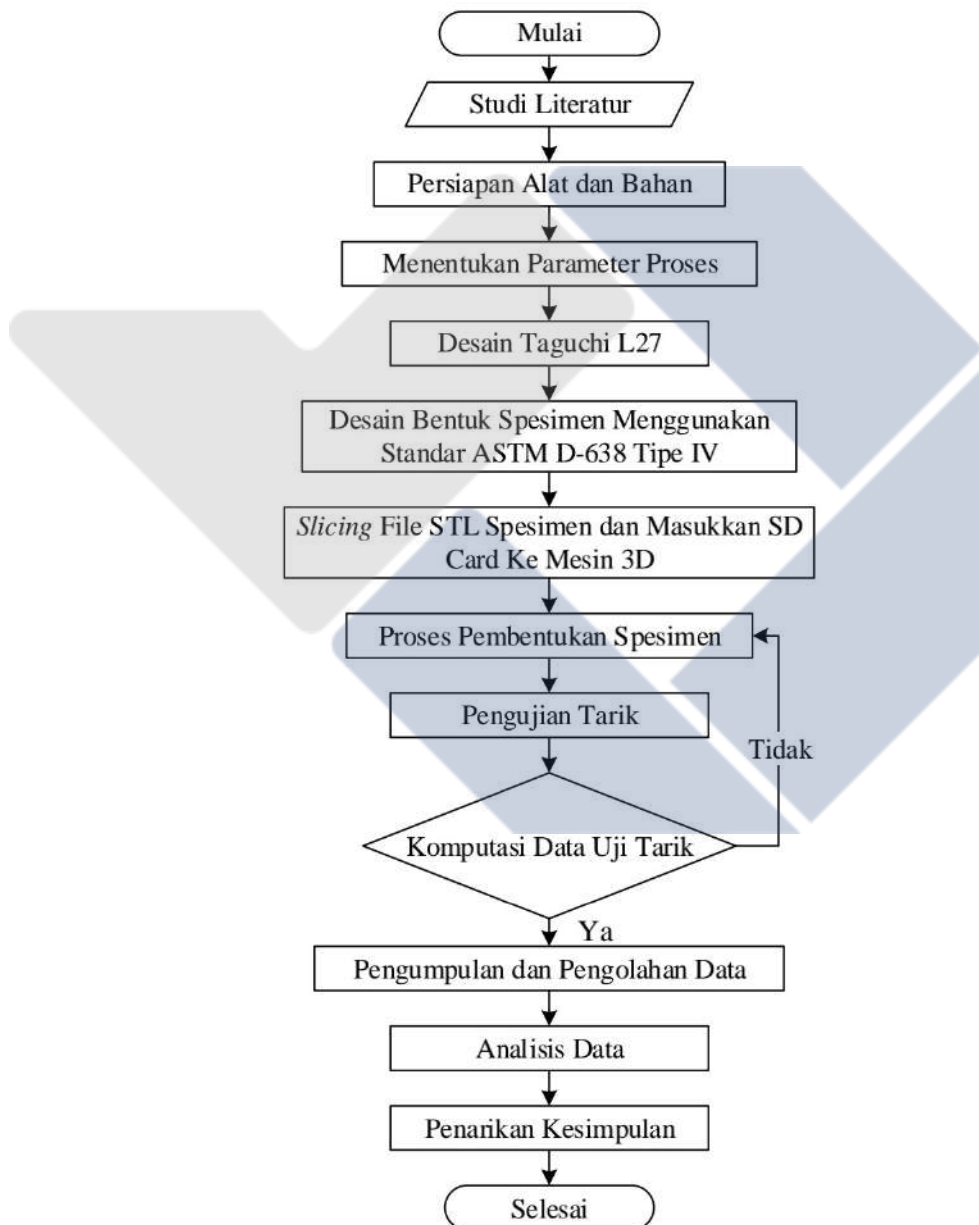 Mulai
Studi Literatur
Persiapan Alat dan Bahan
Menentukan Parameter Proses
Desain Taguchi L27
Desain Bentuk Spesimen Menggunakan
Standar ASTM D-638 Tipe IV
Slicing File STL Spesimen dan Masukkan SD
Card Ke Mesin 3D
Proses Pembentukan Spesimen
Pengujian Tarik
Tidak
Komputasi Data Uji Tarik
Ya
Pengumpulan dan Pengolahan Data
Analisis Data
Penarikan Kesimpulan
Selesai